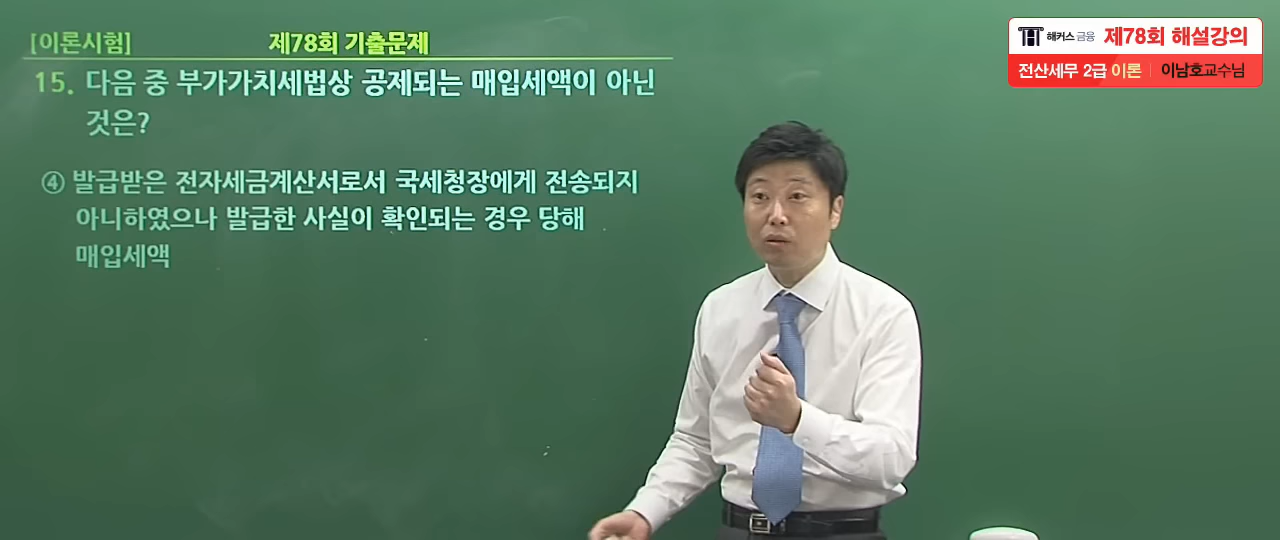 [이론시험] 제78회 기출문제
15. 다음 중 부가가치세법상 공제되는 매입세액이 아닌
것은?
④ 발급받은 전자세금계산서로서 국세청장에게 전송되지
아니하였으나 발급한 사실이 확인되는 경우 당해
매입세액
해커스 금융 제78회 해설강의
전산세무 2급 이론 | 이남호교수님